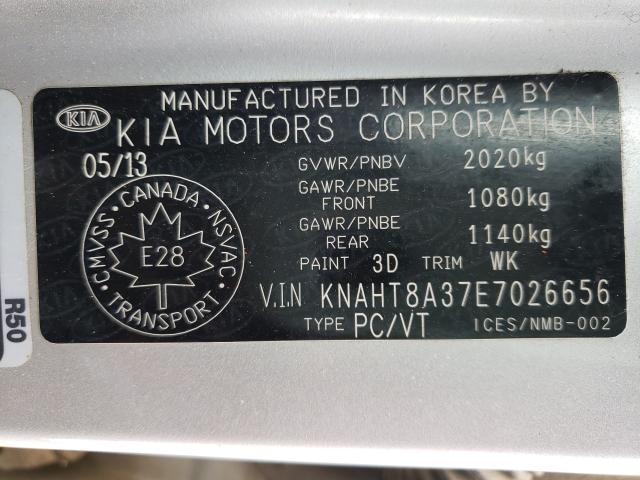 MANUFACTURED IN KOREA BY
KIA
KIA MOTORS CORPORATION
05/13
GVWR/PNBV 2020kg
GAWR/PNBE FRONT 1080kg
GAWR/PNBE REAR 1140kg
PAINT 3D TRIM WK
CMVSS · CANADA · NSVAC · TRANSPORT
E28
V.I.N KNAHT8A37E7026656
TYPE PC/VT ICES/NMB-002
R50